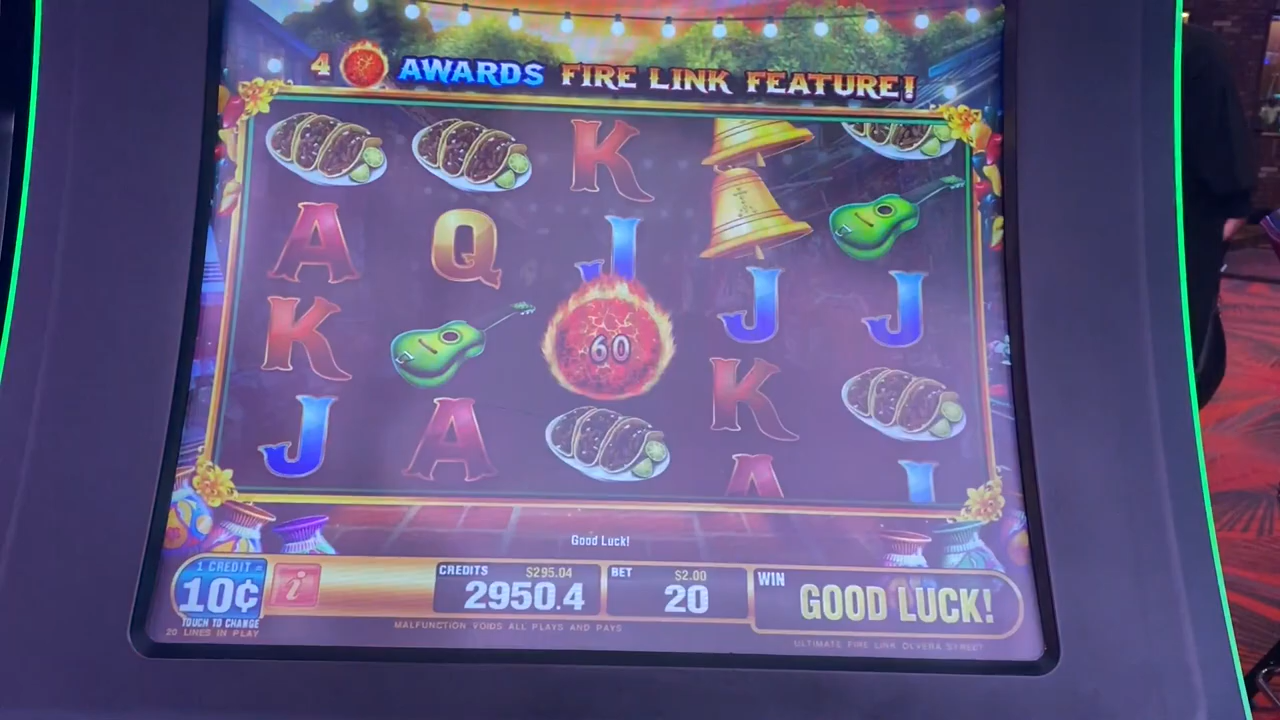 4 AWARDS FIRE LINK FEATURE!
K
A Q J
J J
K
60
K
J A
A J
Good Luck!
1 CREDIT =
10¢
TOUCH TO CHANGE
20 LINES IN PLAY
i
CREDITS $295.04
2950.4
BET $2.00
20
WIN GOOD LUCK!
MALFUNCTION VOIDS ALL PLAYS AND PAYS
ULTIMATE FIRE LINK OLVERA STREET